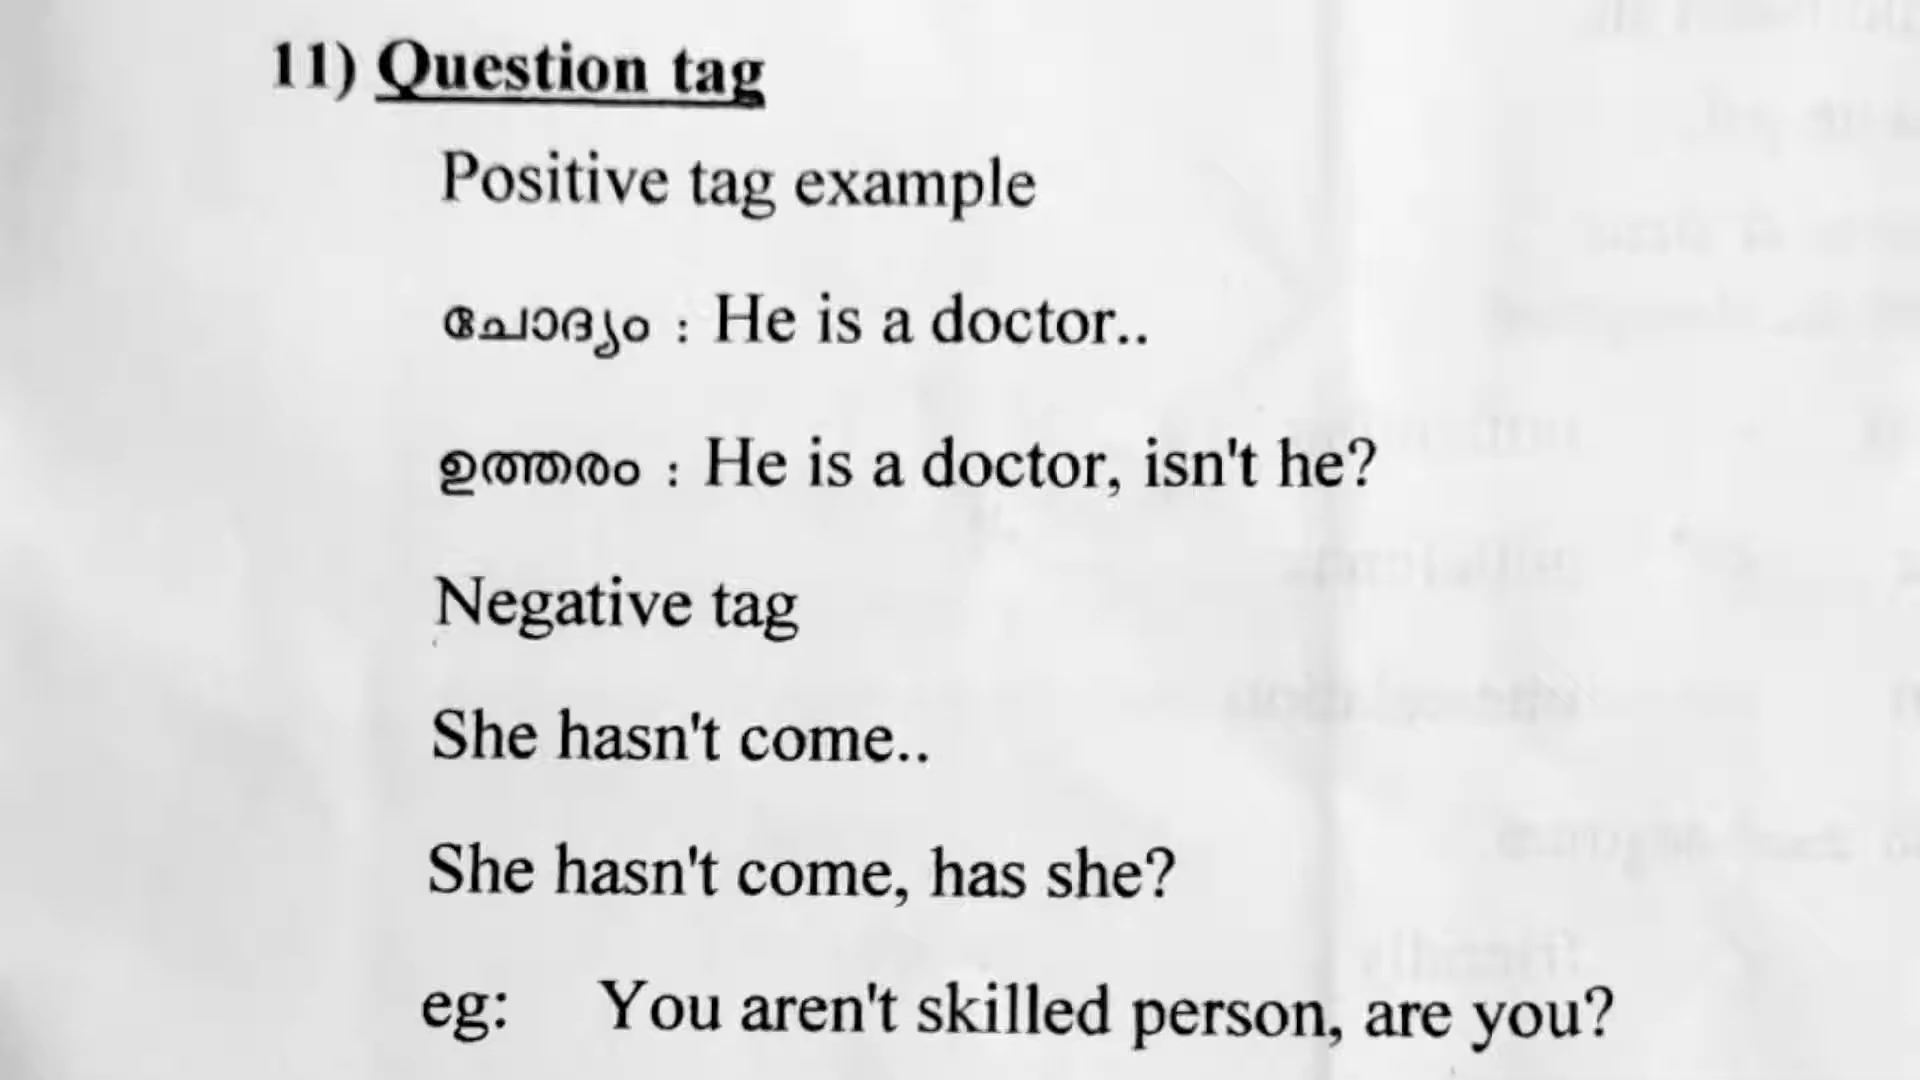 11) Question tag
Positive tag example
ചോദ്യം : He is a doctor..
ഉത്തരം : He is a doctor, isn't he?
Negative tag
She hasn't come..
She hasn't come, has she?
eg: You aren't skilled person, are you?